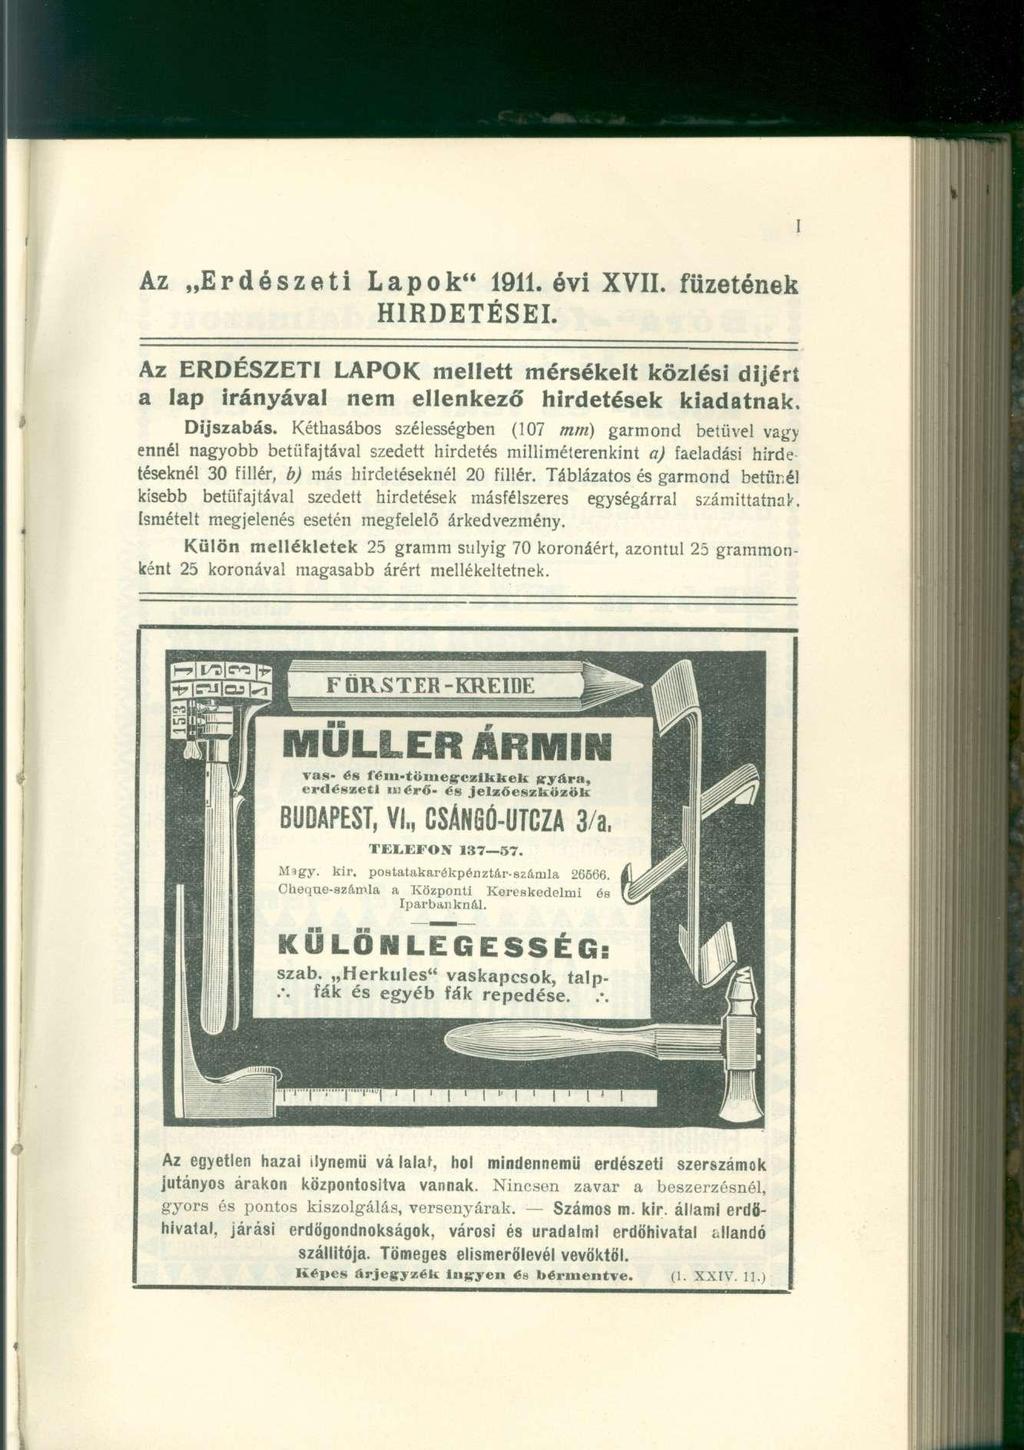 I
Az „Erdészeti Lapok“ 1911. évi XVII. füzetének
HIRDETÉSEI.
Az ERDÉSZETI LAPOK mellett mérsékelt közlési dijért
a lap irányával nem ellenkező hirdetések kiadatnak.
Dijszabás. Kéthasábos szélességben (107 mm) garmond betüvel vagy
ennél nagyobb betüfajtával szedett hirdetés milliméterenkint a) faeladási hirde-
téseknél 30 fillér, b) más hirdetéseknél 20 fillér. Táblázatos és garmond betünél
kisebb betüfajtával szedett hirdetések másfélszeres egységárral számittatnak.
Ismételt megjelenés esetén megfelelő árkedvezmény.
Külön mellékletek 25 gramm sulyig 70 koronáért, azontul 25 grammon-
ként 25 koronával magasabb árért mellékeltetnek.
FÖRSTER-KREIDE
MÜLLER ÁRMIN
vas- és fém-tömegczikkek gyára,
erdészeti mérő- és jelzőeszközök
BUDAPEST, VI., CSÁNGÓ-UTCZA 3/a.
TELEFON 137—57.
Magy. kir. postatakarékpénztár-számla 26566.
Cheque-számla a Központi Kereskedelmi és
Iparbanknál.
KÜLÖNLEGESSÉG:
szab. „Herkules“ vaskapcsok, talp-
.·. fák és egyéb fák repedése. .·.
Az egyetlen hazai ilynemü vállalat, hol mindennemü erdészeti szerszámok
jutányos árakon központositva vannak. Nincsen zavar a beszerzésnél,
gyors és pontos kiszolgálás, versenyárak. — Számos m. kir. állami erdő-
hivatal, járási erdőgondnokságok, városi és uradalmi erdőhivatal allandó
szállitója. Tömeges elismerőlevél vevőktől.
Képes árjegyzék ingyen és bérmentve. (1. XXIV. 11.)